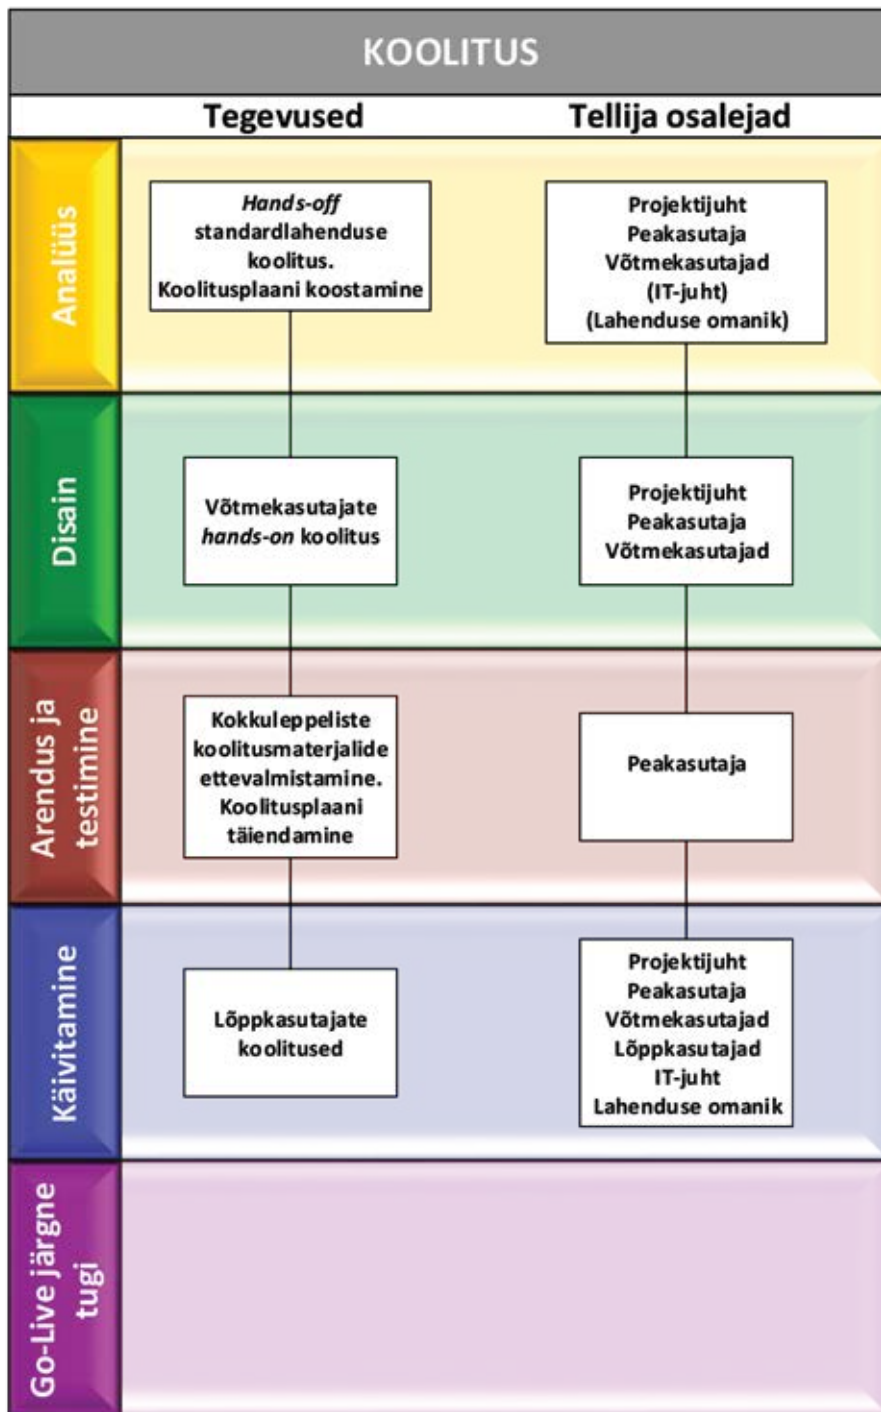 KOOLITUS
Tegevused
Tellija osalejad
Analüüs
Hands-off
standardlahenduse
koolitus.
Koolitusplaani koostamine
Projektijuht
Peakasutaja
Võtmekasutajad
(IT-juht)
(Lahenduse omanik)
Disain
Võtmekasutajate
hands-on koolitus
Projektijuht
Peakasutaja
Võtmekasutajad
Arendus ja
testimine
Kokkuleppeliste
koolitusmaterjalide
ettevalmistamine.
Koolitusplaani
täiendamine
Peakasutaja
Käivitamine
Lõppkasutajate
koolitused
Projektijuht
Peakasutaja
Võtmekasutajad
Lõppkasutajad
IT-juht
Lahenduse omanik
Go-Live järgne
tugi